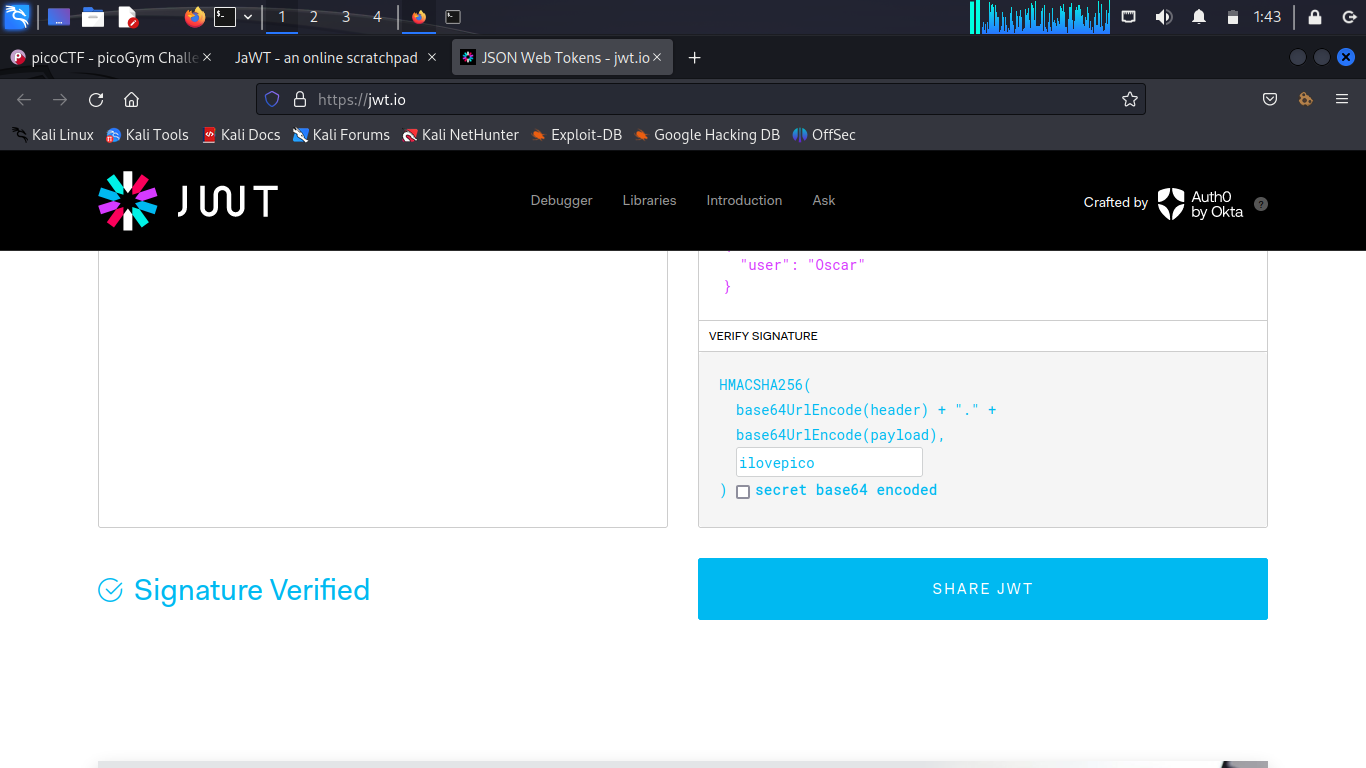 1 2 3 4 1:43
picoCTF - picoGym Challe JaWT - an online scratchpad JSON Web Tokens - jwt.io
https://jwt.io
Kali Linux Kali Tools Kali Docs Kali Forums Kali NetHunter Exploit-DB Google Hacking DB OffSec
JWT Debugger Libraries Introduction Ask Crafted by Auth0 by Okta ?
"user": "Oscar"
}
VERIFY SIGNATURE
HMACSHA256(
base64UrlEncode(header) + "." +
base64UrlEncode(payload),
ilovepico
) secret base64 encoded
Signature Verified SHARE JWT